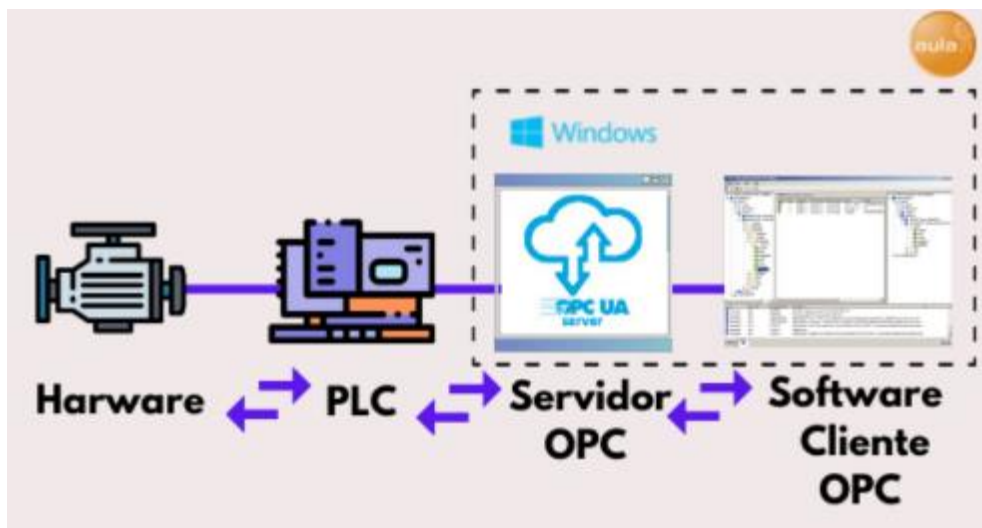 aula
Windows
OPC UA
server
Harware
PLC
Servidor
OPC
Software
Cliente
OPC